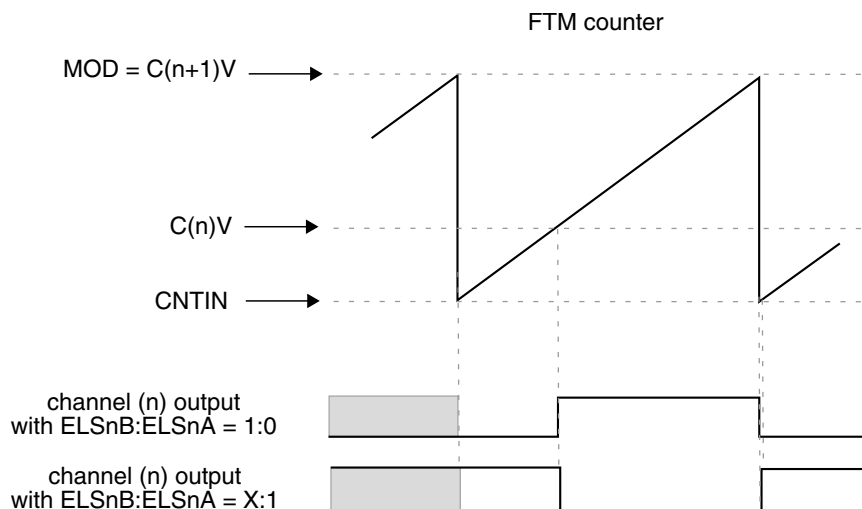 FTM counter
MOD = C(n+1)V
C(n)V
CNTIN
channel (n) output
with ELSnB:ELSnA = 1:0
channel (n) output
with ELSnB:ELSnA = X:1